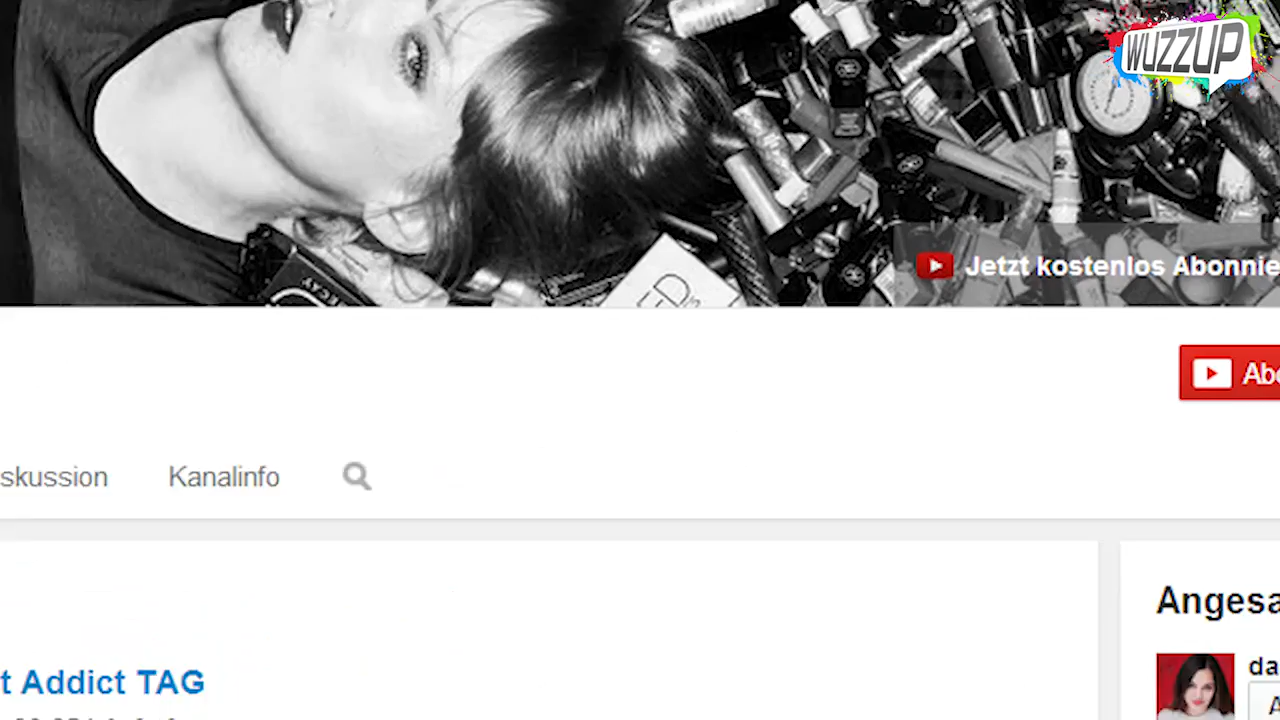 WUZZUP
Jetzt kostenlos Abonnie
Abo
skussion
Kanalinfo
Angesa
t Addict TAG
da
A